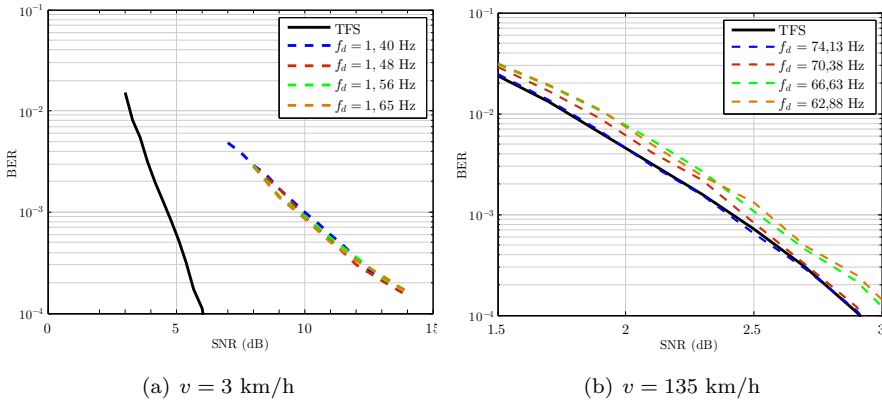 10⁻¹
10⁻²
10⁻³
10⁻⁴
BER
0 5 10 15
SNR (dB)
TFS
f_d = 1, 40 Hz
f_d = 1, 48 Hz
f_d = 1, 56 Hz
f_d = 1, 65 Hz
(a) v = 3 km/h
10⁻¹
10⁻²
10⁻³
10⁻⁴
BER
1.5 2 2.5 3
SNR (dB)
TFS
f_d = 74,13 Hz
f_d = 70,38 Hz
f_d = 66,63 Hz
f_d = 62,88 Hz
(b) v = 135 km/h